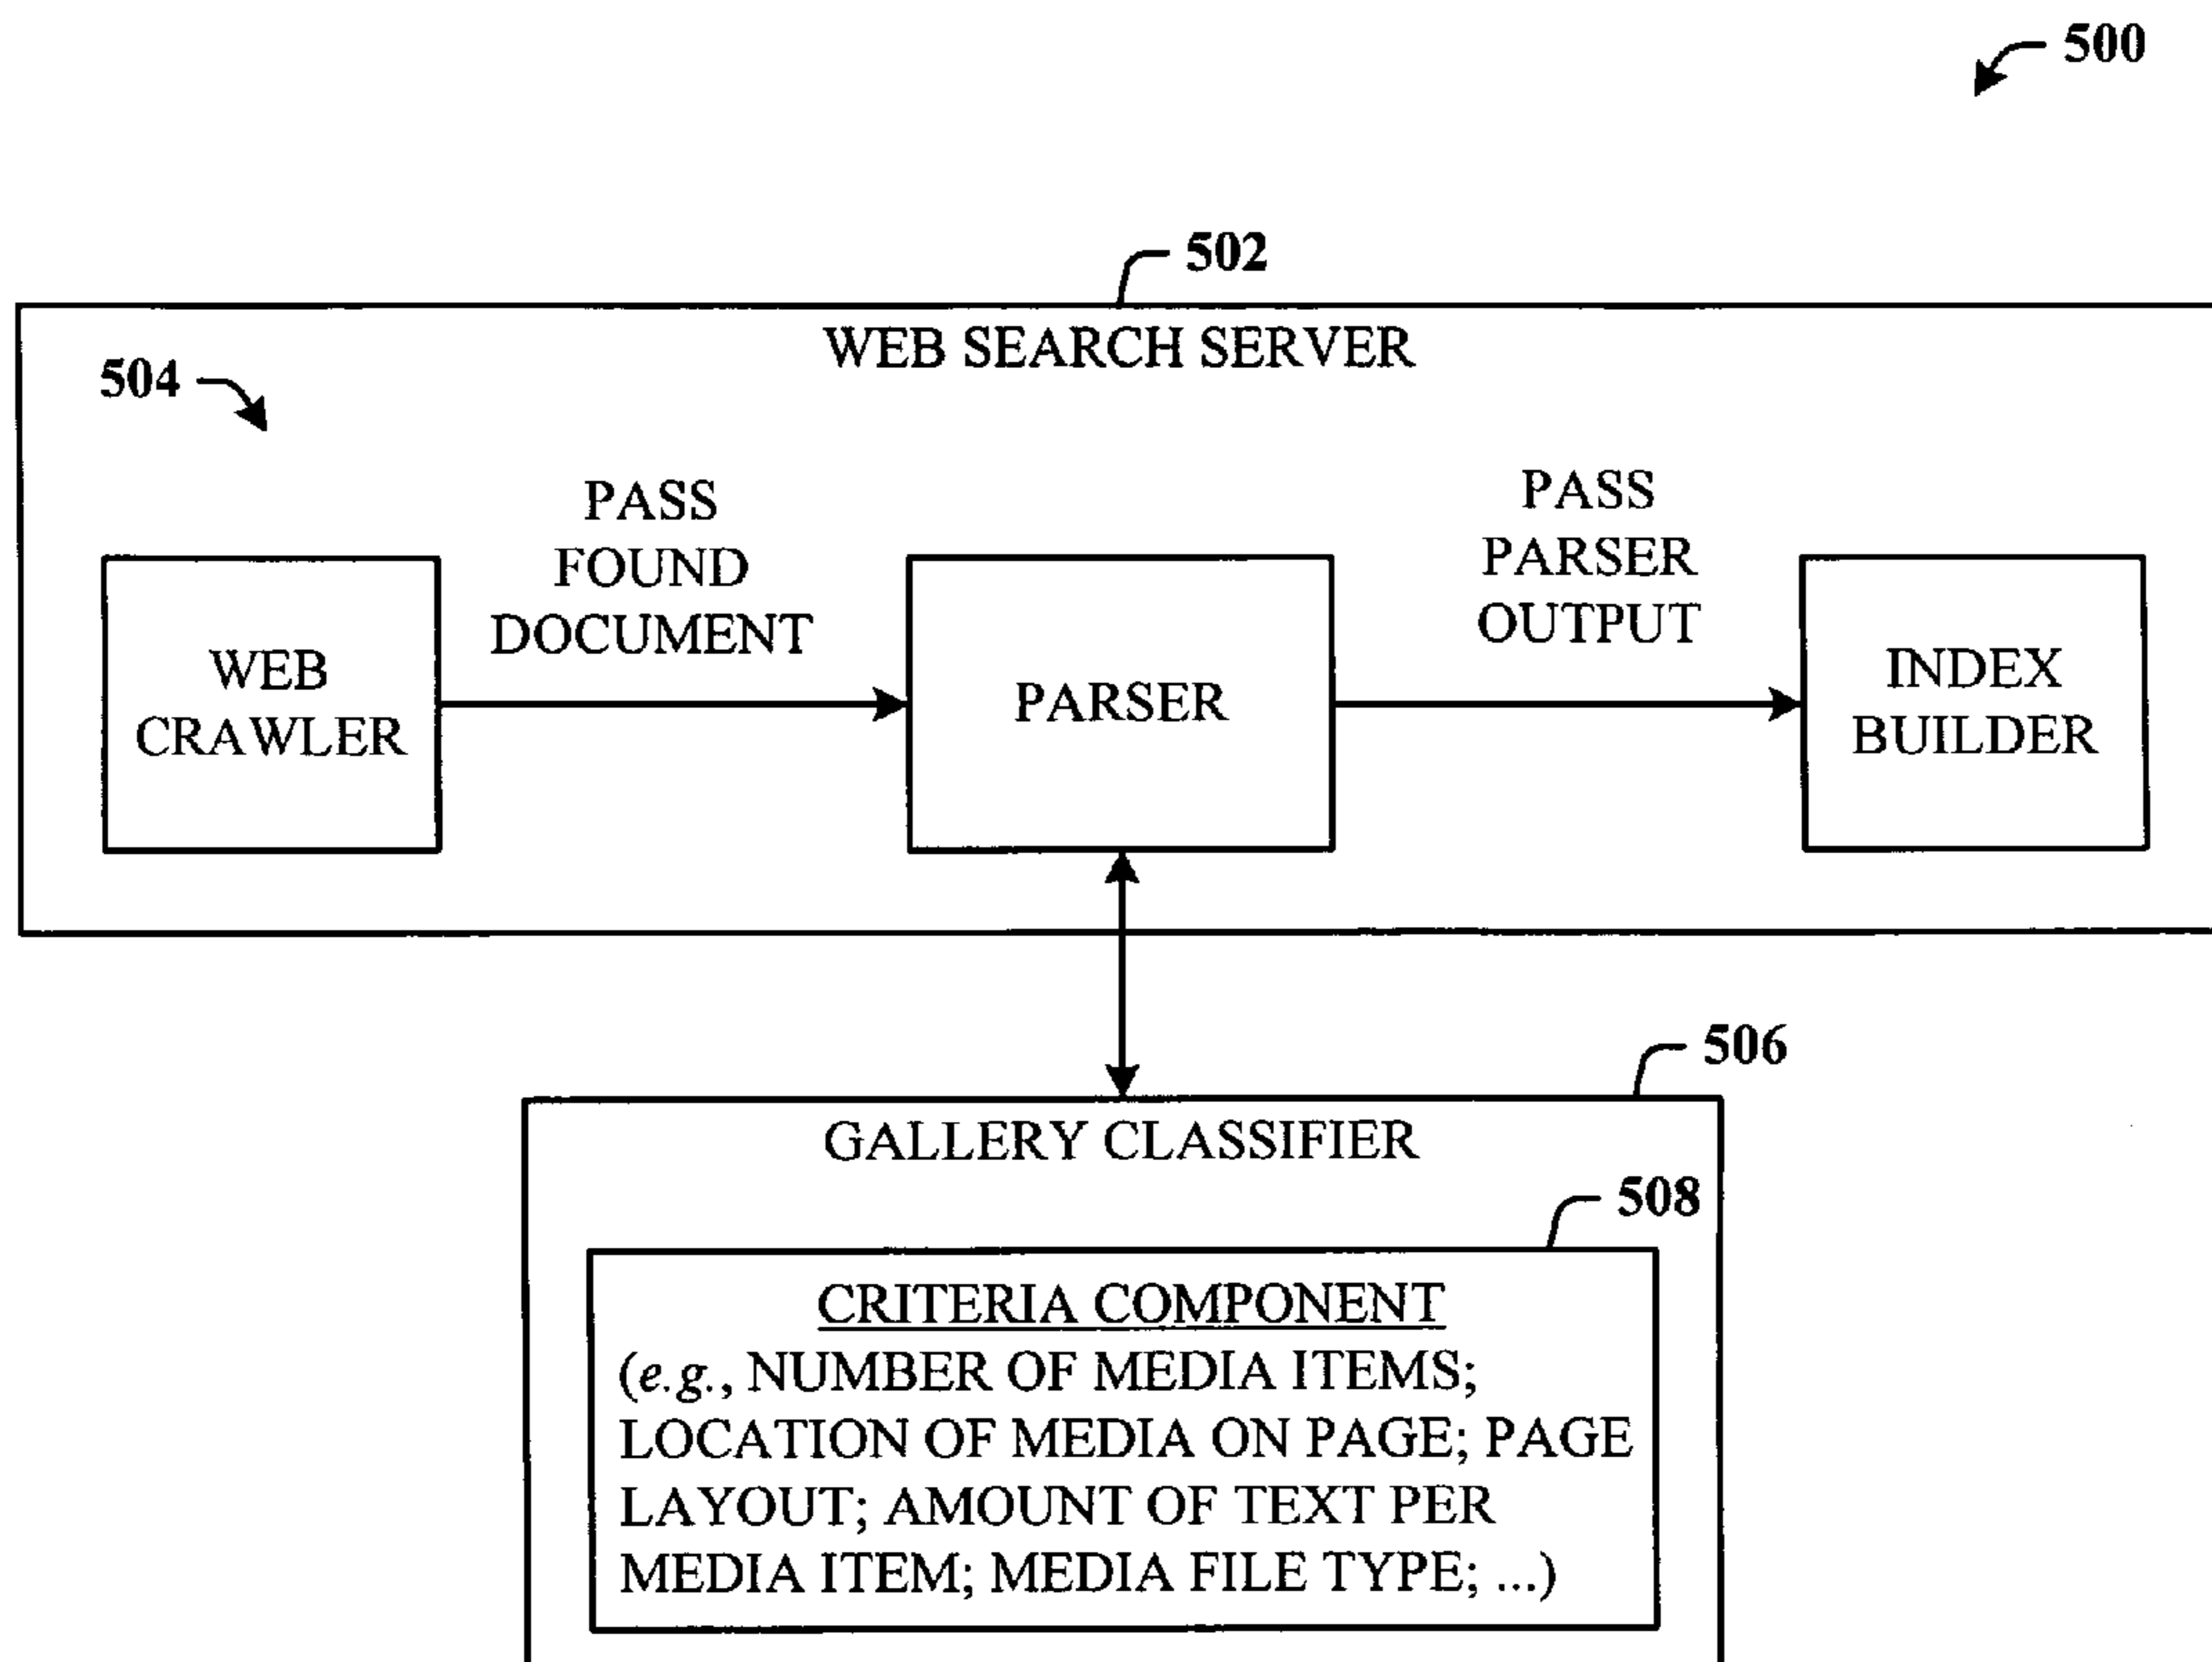 500
502
WEB SEARCH SERVER
504
PASS
FOUND
DOCUMENT
PASS
PARSER
OUTPUT
WEB
CRAWLER
PARSER
INDEX
BUILDER
506
GALLERY CLASSIFIER
508
CRITERIA COMPONENT
(e.g., NUMBER OF MEDIA ITEMS;
LOCATION OF MEDIA ON PAGE; PAGE
LAYOUT; AMOUNT OF TEXT PER
MEDIA ITEM; MEDIA FILE TYPE; ...)